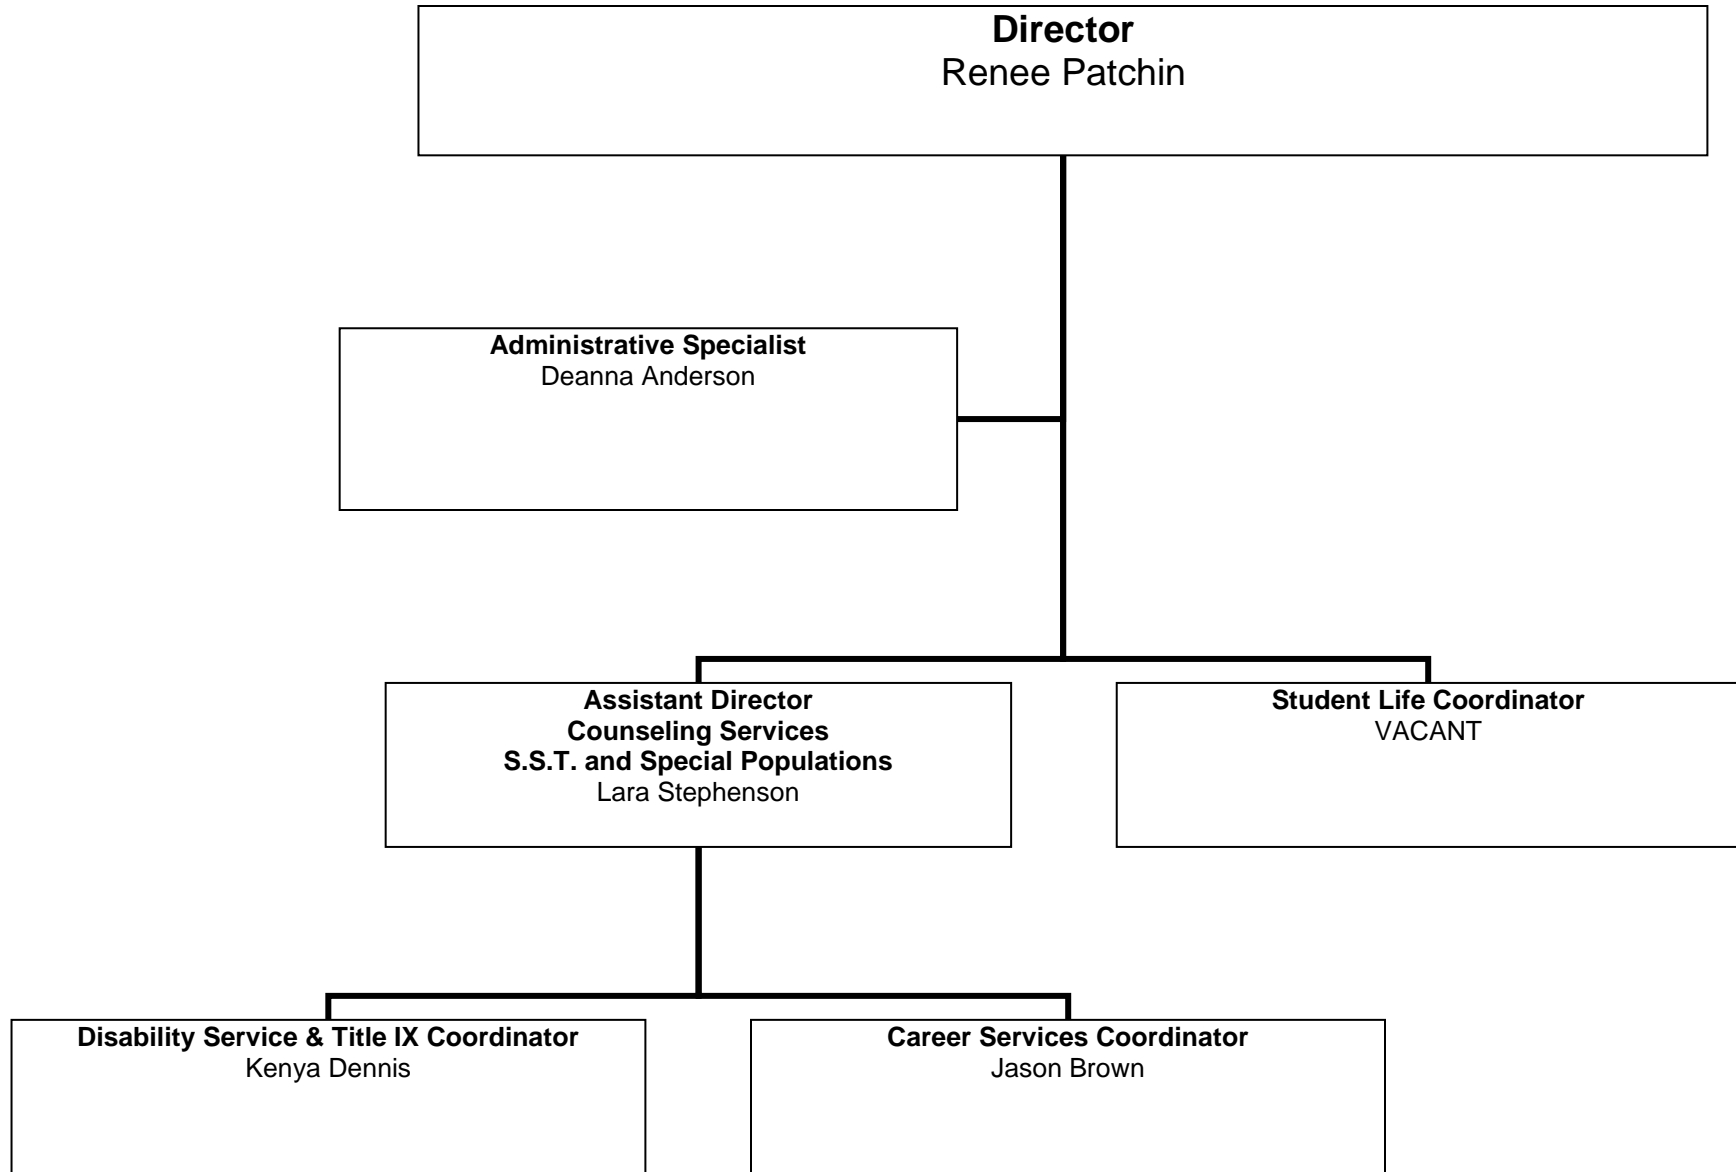 Director
Renee Patchin
Administrative Specialist
Deanna Anderson
Assistant Director
Counseling Services
S.S.T. and Special Populations
Lara Stephenson
Student Life Coordinator
VACANT
Disability Service & Title IX Coordinator
Kenya Dennis
Career Services Coordinator
Jason Brown